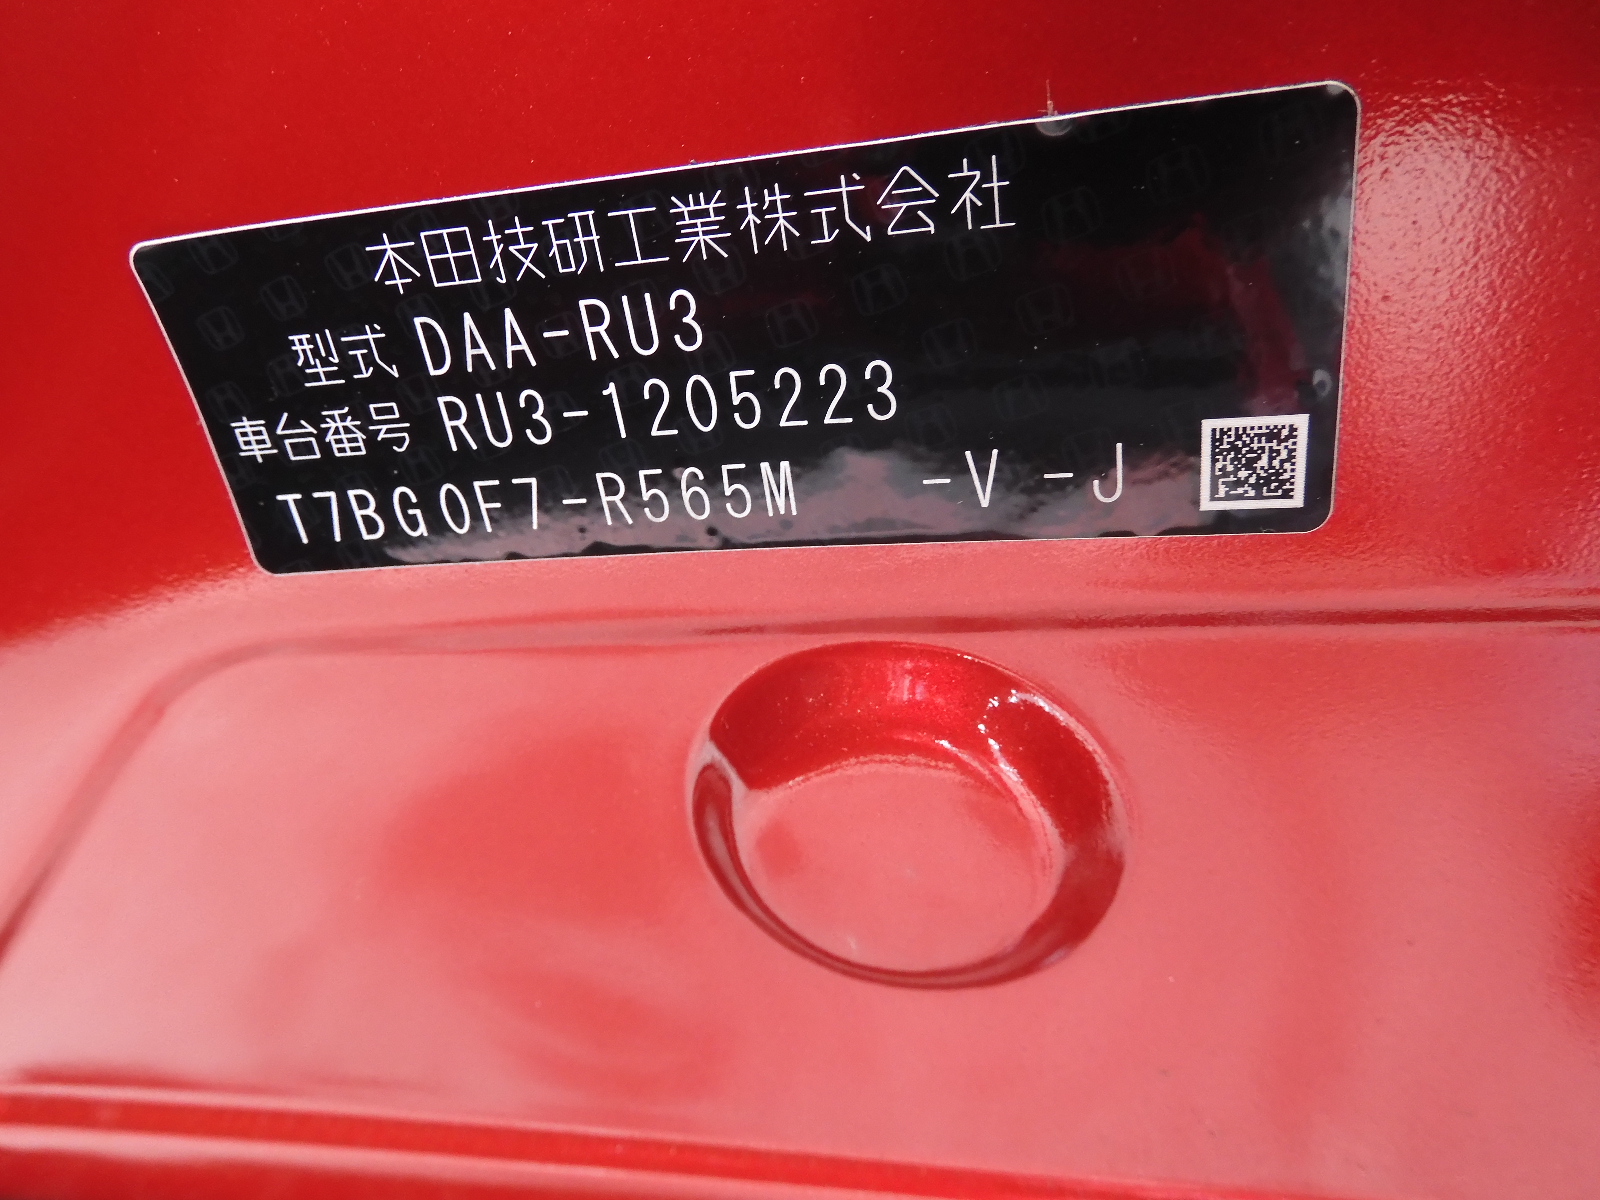 本田技研工業株式会社
型式 DAA-RU3
車台番号 RU3-1205223
T7BG0F7-R565M -V -J